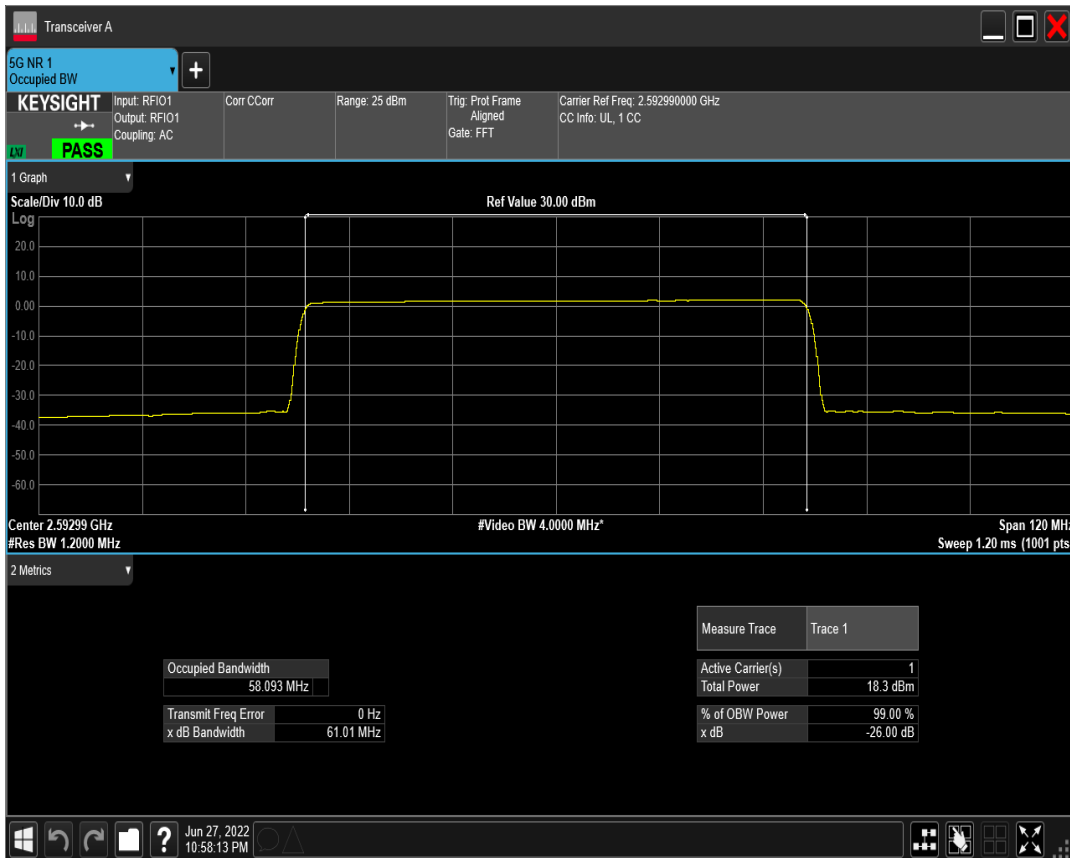 Transceiver A
5G NR 1
Occupied BW
+
KEYSIGHT
LXI
PASS
Input: RFIO1
Output: RFIO1
Coupling: AC
Corr CCorr
Range: 25 dBm
Trig: Prot Frame
Aligned
Gate: FFT
Carrier Ref Freq: 2.592990000 GHz
CC Info: UL, 1 CC
1 Graph
Scale/Div 10.0 dB
Ref Value 30.00 dBm
Log
20.0
10.0
0.00
-10.0
-20.0
-30.0
-40.0
-50.0
-60.0
Center 2.59299 GHz
#Video BW 4.0000 MHz*
Span 120 MHz
#Res BW 1.2000 MHz
Sweep 1.20 ms (1001 pts
2 Metrics
Measure Trace Trace 1
Occupied Bandwidth
58.093 MHz
Active Carrier(s) 1
Total Power 18.3 dBm
Transmit Freq Error 0 Hz
x dB Bandwidth 61.01 MHz
% of OBW Power 99.00 %
x dB -26.00 dB
?
Jun 27, 2022
10:58:13 PM